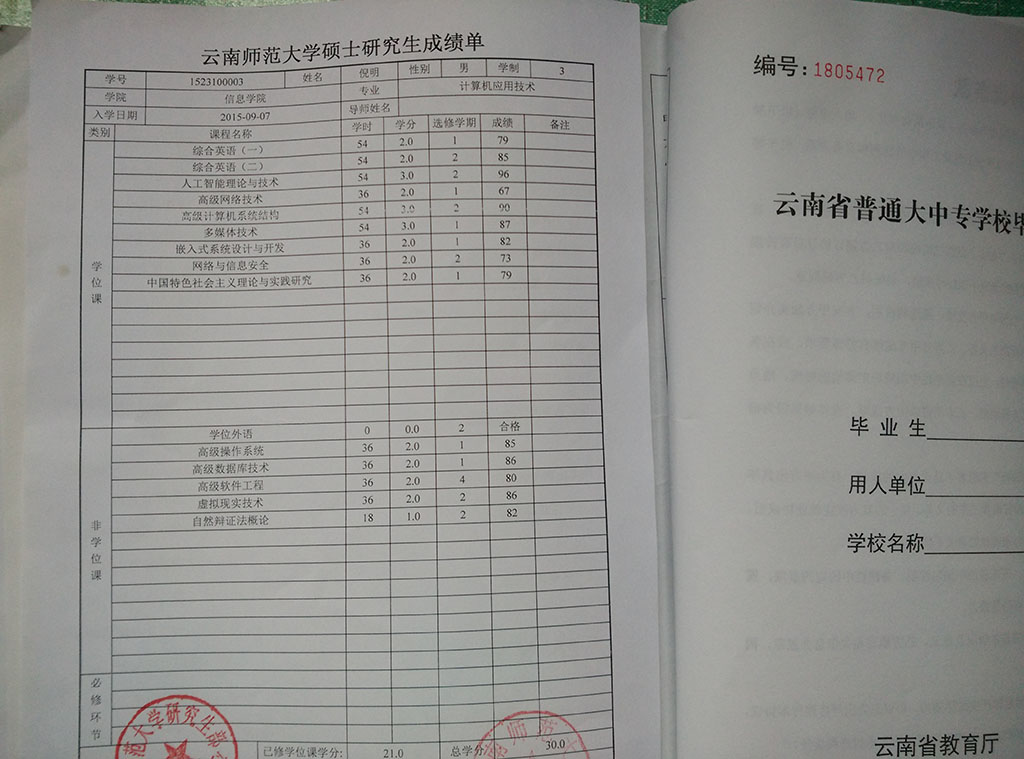 云南师范大学硕士研究生成绩单
学号 1523100003 姓名 倪明 性别 男 学制 3
学院 信息学院 专业 计算机应用技术
入学日期 2015-09-07 导师姓名
类别 课程名称 学时 学分 选修学期 成绩 备注
学位课
综合英语（一） 54 2.0 1 79
综合英语（二） 54 2.0 2 85
人工智能理论与技术 54 3.0 2 96
高级网络技术 36 2.0 1 67
高级计算机系统结构 54 3.0 2 90
多媒体技术 54 3.0 1 87
嵌入式系统设计与开发 36 2.0 1 82
网络与信息安全 36 2.0 2 73
中国特色社会主义理论与实践研究 36 2.0 1 79
非学位课
学位外语 0 0.0 2 合格
高级操作系统 36 2.0 1 85
高级数据库技术 36 2.0 1 86
高级软件工程 36 2.0 4 80
虚拟现实技术 36 2.0 2 86
自然辩证法概论 18 1.0 2 82
必修环节
已修学位课学分: 21.0 总学分 30.0
范大学研究生部
师范大
编号: 1805472
云南省普通大中专学校毕
毕业生
用人单位
学校名称
云南省教育厅